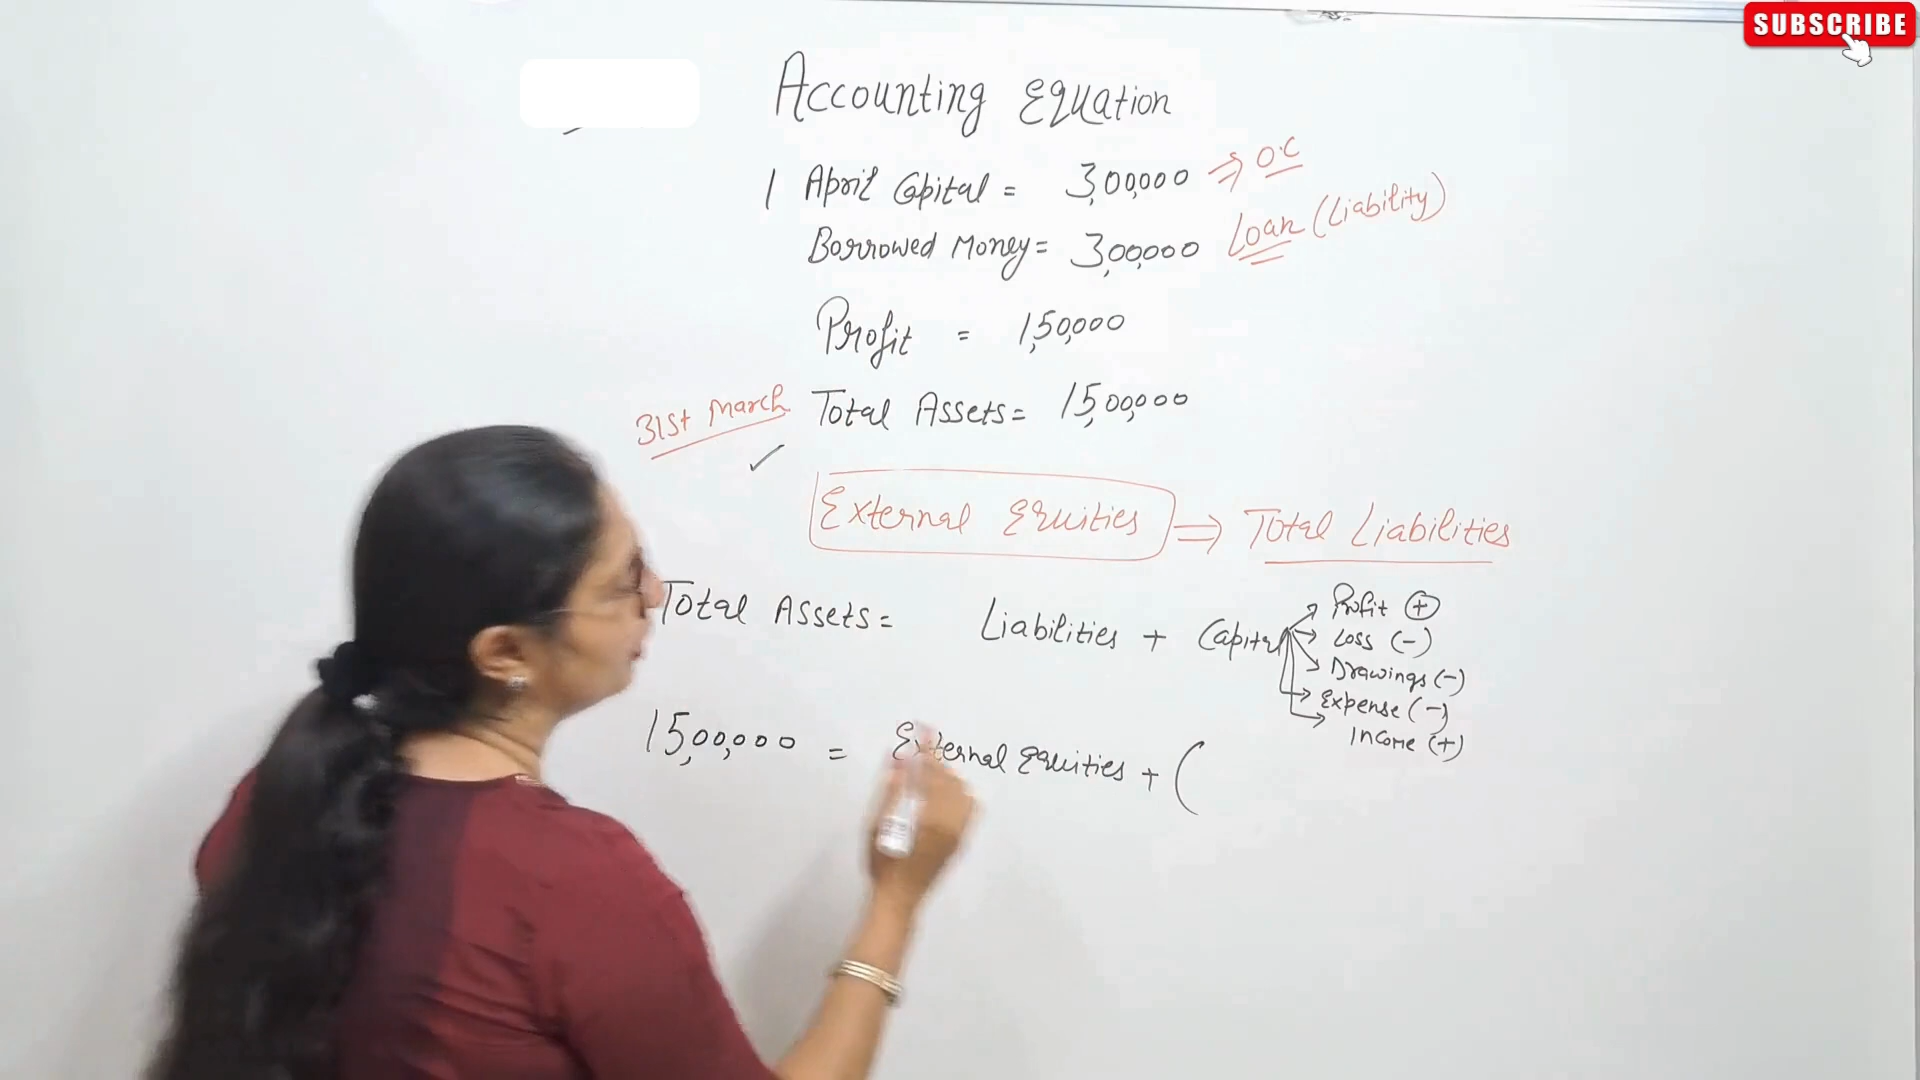 SUBSCRIBE
Accounting Equation
1 April Capital = 3,00,000 ⇒ O.C
Borrowed Money = 3,00,000 Loan (Liability)
Profit = 1,50,000
31st March Total Assets = 15,00,000
✓
External Equities ⇒ Total Liabilities
Total Assets = Liabilities + Capital
Profit (+)
Loss (-)
Drawings (-)
Expense (-)
Income (+)
15,00,000 = External Equities + (